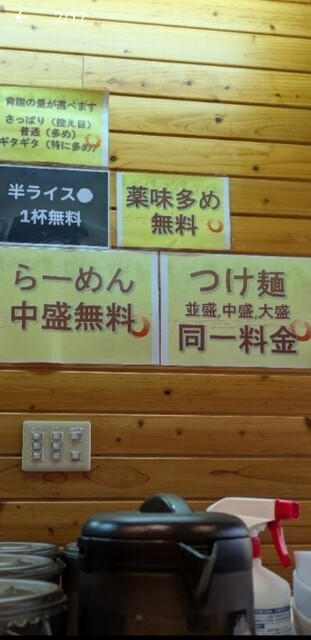 背脂の量が選べます
さっぱり（控え目）
普通（多め）
ギタギタ（特に多め）
半ライス●
1杯無料
薬味多め
無料
らーめん
中盛無料
つけ麺
並盛,中盛,大盛
同一料金